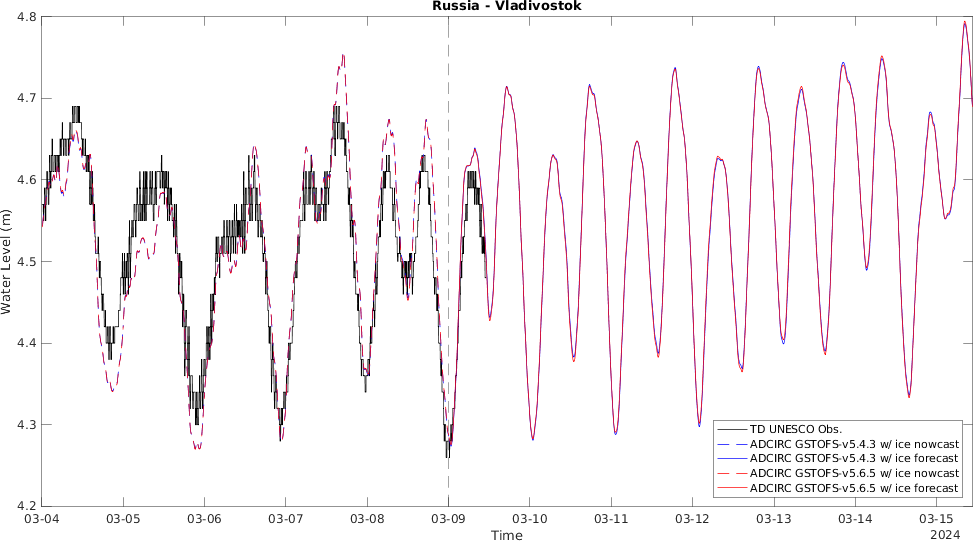 Russia - Vladivostok
4.8
4.7
4.6
4.5
4.4
4.3
4.2
Water Level (m)
TD UNESCO Obs.
ADCIRC GSTOFS-v5.4.3 w/ ice nowcast
ADCIRC GSTOFS-v5.4.3 w/ ice forecast
ADCIRC GSTOFS-v5.6.5 w/ ice nowcast
ADCIRC GSTOFS-v5.6.5 w/ ice forecast
03-04 03-05 03-06 03-07 03-08 03-09 03-10 03-11 03-12 03-13 03-14 03-15
Time
2024